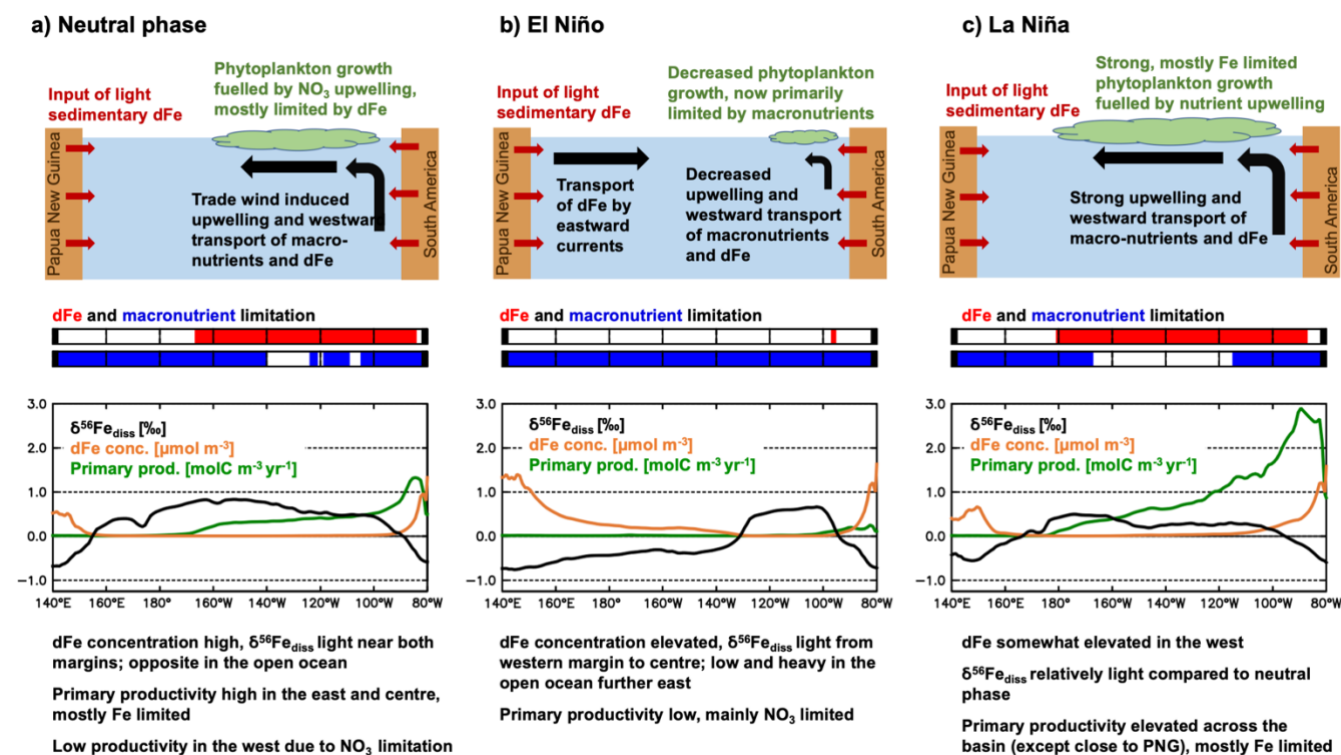 a) Neutral phase
Phytoplankton growth
fuelled by NO₃ upwelling,
mostly limited by dFe
Input of light
sedimentary dFe
Papua New Guinea
Trade wind induced
upwelling and westward
transport of macro-
nutrients and dFe
South America
dFe and macronutrient limitation
3.0
2.0
1.0
0.0
−1.0
δ⁵⁶Fe_diss [‰]
dFe conc. [µmol m⁻³]
Primary prod. [molC m⁻³ yr⁻¹]
140°E 160°E 180° 160°W 140°W 120°W 100°W 80°W
dFe concentration high, δ⁵⁶Fe_diss light near both
margins; opposite in the open ocean
Primary productivity high in the east and centre,
mostly Fe limited
Low productivity in the west due to NO₃ limitation
b) El Niño
Decreased phytoplankton
growth, now primarily
limited by macronutrients
Input of light
sedimentary dFe
Papua New Guinea
Transport
of dFe by
eastward
currents
Decreased
upwelling and
westward transport
of macronutrients
and dFe
South America
dFe and macronutrient limitation
3.0
2.0
1.0
0.0
−1.0
δ⁵⁶Fe_diss [‰]
dFe conc. [µmol m⁻³]
Primary prod. [molC m⁻³ yr⁻¹]
140°E 160°E 180° 160°W 140°W 120°W 100°W 80°W
dFe concentration elevated, δ⁵⁶Fe_diss light from
western margin to centre; low and heavy in the
open ocean further east
Primary productivity low, mainly NO₃ limited
c) La Niña
Strong, mostly Fe limited
phytoplankton growth
fuelled by nutrient upwelling
Input of light
sedimentary dFe
Papua New Guinea
Strong upwelling and
westward transport of
macro-nutrients and dFe
South America
dFe and macronutrient limitation
3.0
2.0
1.0
0.0
−1.0
δ⁵⁶Fe_diss [‰]
dFe conc. [µmol m⁻³]
Primary prod. [molC m⁻³ yr⁻¹]
140°E 160°E 180° 160°W 140°W 120°W 100°W 80°W
dFe somewhat elevated in the west
δ⁵⁶Fe_diss relatively light compared to neutral
phase
Primary productivity elevated across the
basin (except close to PNG), mostly Fe limited